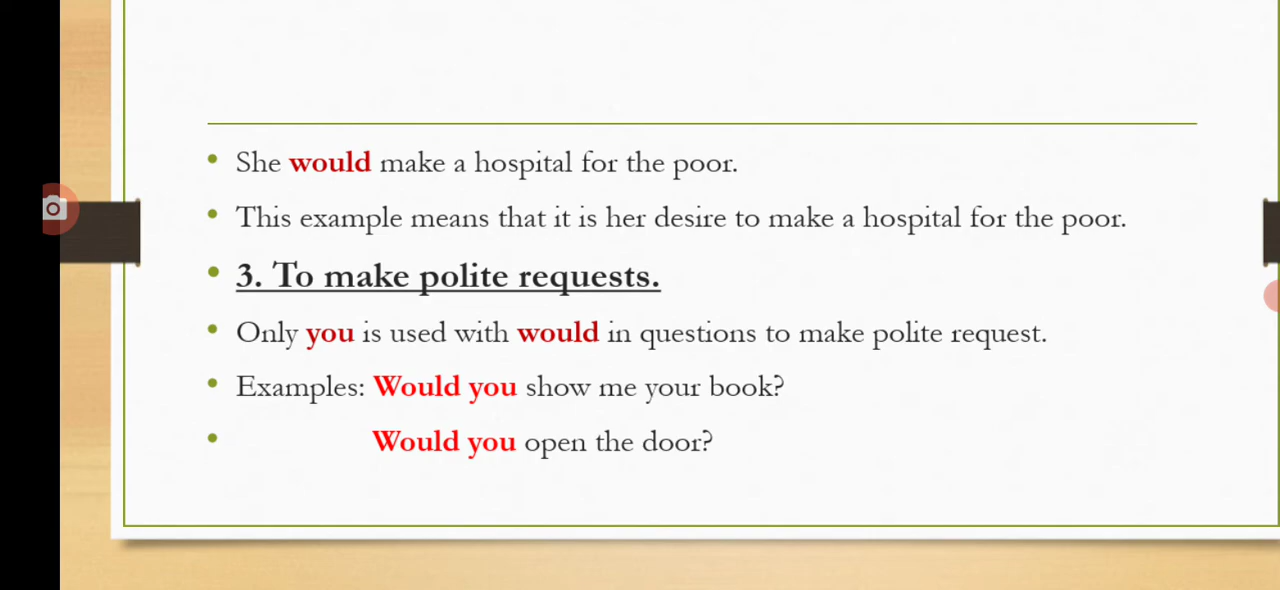 She would make a hospital for the poor.
This example means that it is her desire to make a hospital for the poor.
3. To make polite requests.
Only you is used with would in questions to make polite request.
Examples: Would you show me your book?
Would you open the door?